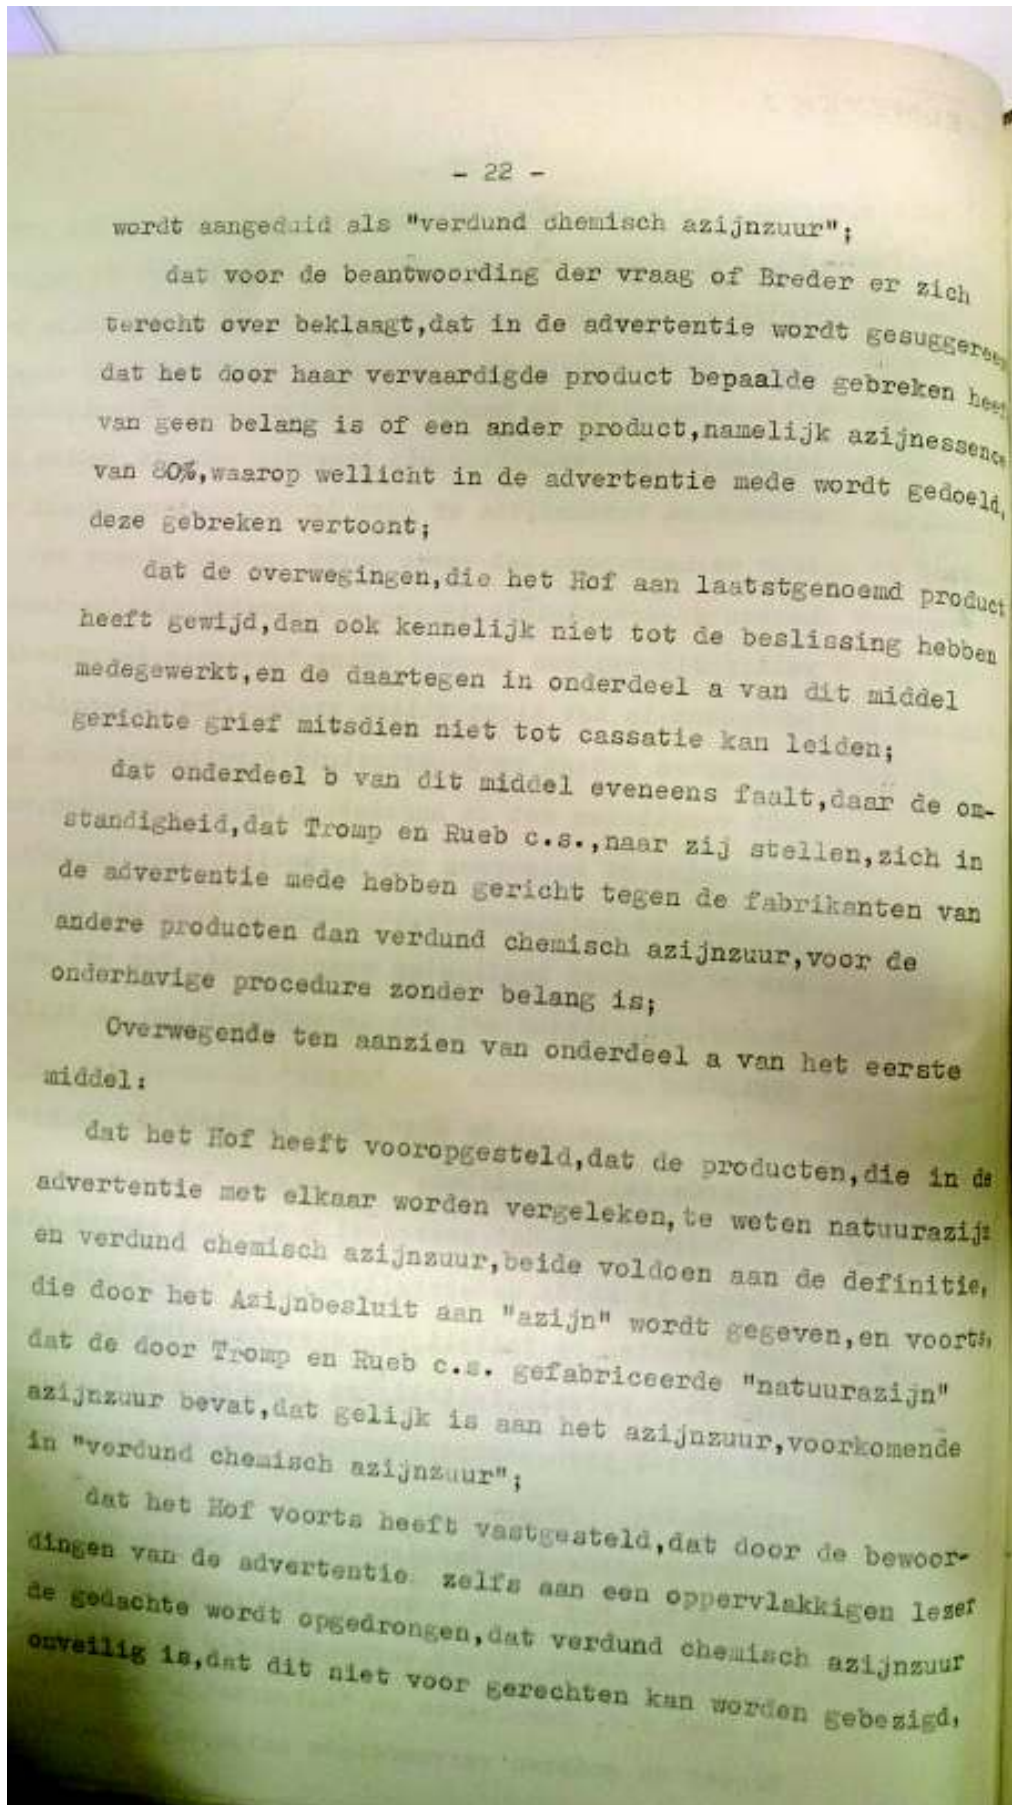 - 22 -
wordt aangeduid als "verdund chemisch azijnzuur";
dat voor de beantwoording der vraag of Breder er zich
terecht over beklaagt,dat in de advertentie wordt gesuggereer
dat het door haar vervaardigde product bepaalde gebreken heef
van geen belang is of een ander product,namelijk azijnessence
van 80%,waarop wellicht in de advertentie mede wordt gedoeld,
deze gebreken vertoont;
dat de overwegingen,die het Hof aan laatstgenoemd product
heeft gewijd,dan ook kennelijk niet tot de beslissing hebben
medegewerkt,en de daartegen in onderdeel a van dit middel
gerichte grief mitsdien niet tot cassatie kan leiden;
dat onderdeel b van dit middel eveneens faalt,daar de om-
standigheid,dat Tromp en Rueb c.s.,naar zij stellen,zich in
de advertentie mede hebben gericht tegen de fabrikanten van
andere producten dan verdund chemisch azijnzuur,voor de
onderhavige procedure zonder belang is;
Overwegende ten aanzien van onderdeel a van het eerste
middel:
dat het Hof heeft vooropgesteld,dat de producten,die in de
advertentie met elkaar worden vergeleken,te weten natuurazijn
en verdund chemisch azijnzuur,beide voldoen aan de definitie,
die door het Azijnbesluit aan "azijn" wordt gegeven,en voorts,
dat de door Tromp en Rueb c.s. gefabriceerde "natuurazijn"
azijnzuur bevat,dat gelijk is aan het azijnzuur,voorkomende
in "verdund chemisch azijnzuur";
dat het Hof voorts heeft vastgesteld,dat door de bewoor-
dingen van de advertentie zelfs aan een oppervlakkigen lezer
de gedachte wordt opgedrongen,dat verdund chemisch azijnzuur
onveilig is,dat dit niet voor gerechten kan worden gebezigd,